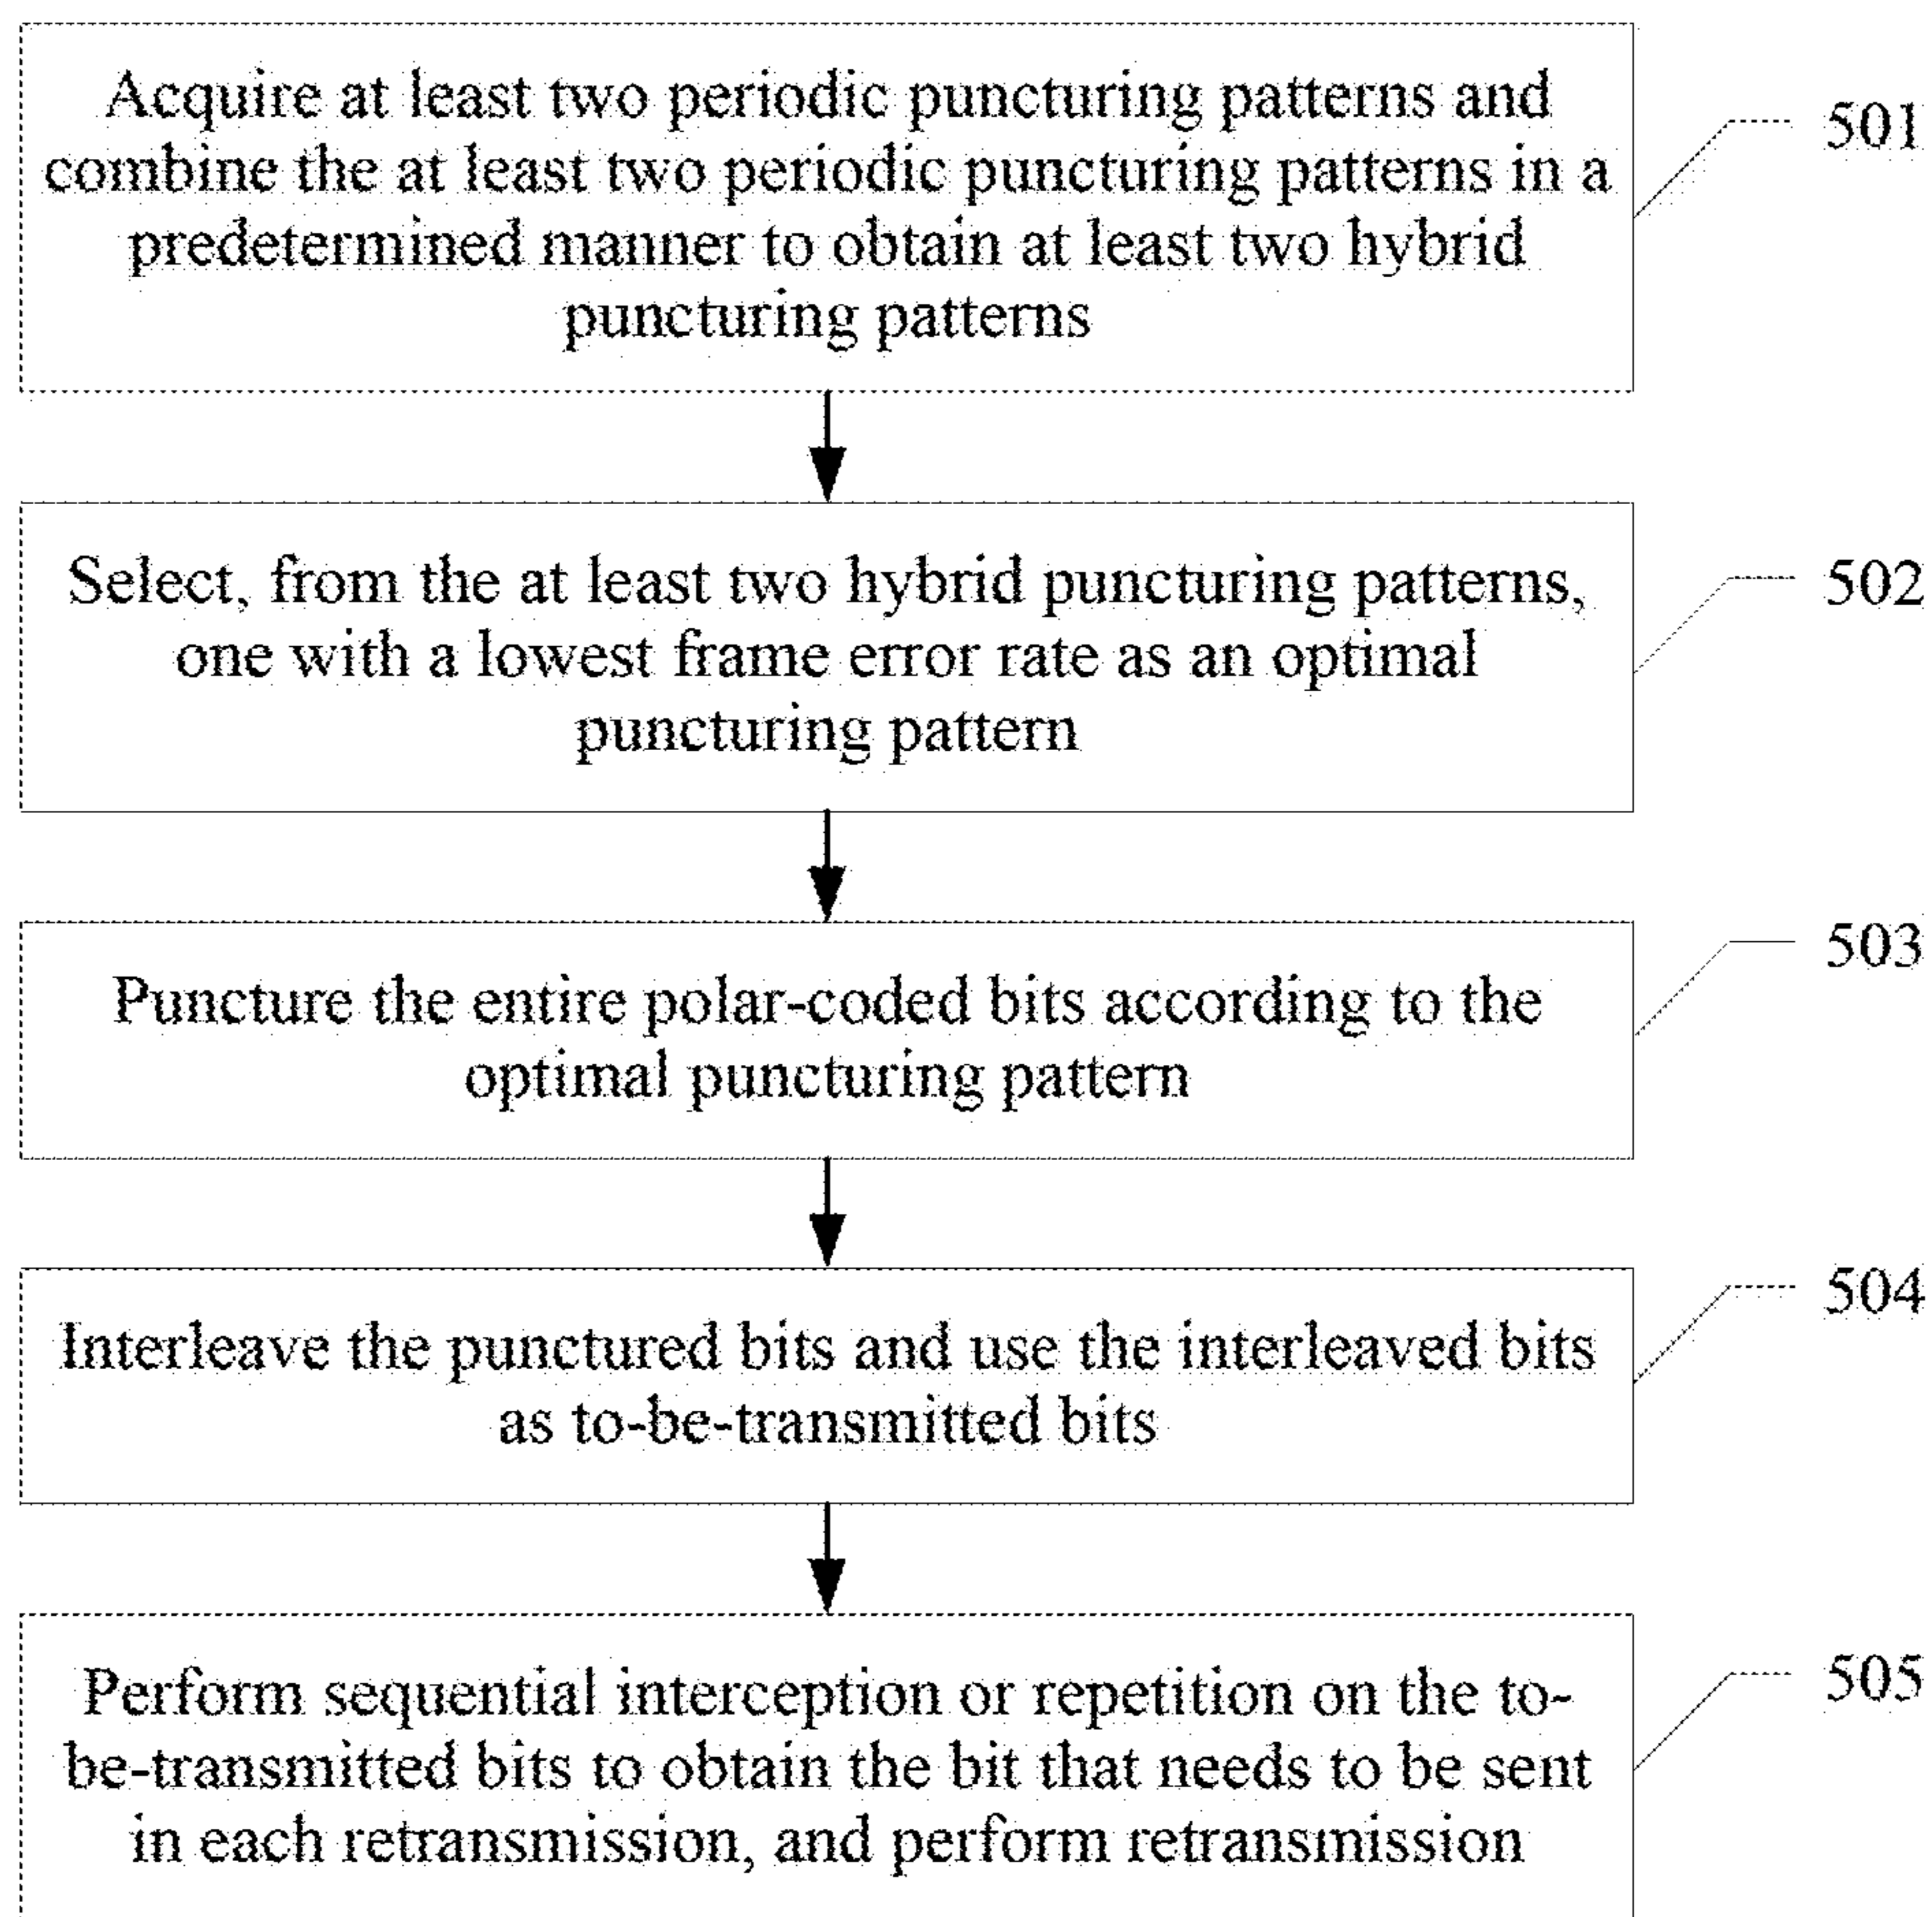 Acquire at least two periodic puncturing patterns and
combine the at least two periodic puncturing patterns in a
predetermined manner to obtain at least two hybrid
puncturing patterns
501
Select, from the at least two hybrid puncturing patterns,
one with a lowest frame error rate as an optimal
puncturing pattern
502
Puncture the entire polar-coded bits according to the
optimal puncturing pattern
503
Interleave the punctured bits and use the interleaved bits
as to-be-transmitted bits
504
Perform sequential interception or repetition on the to-
be-transmitted bits to obtain the bit that needs to be sent
in each retransmission, and perform retransmission
505